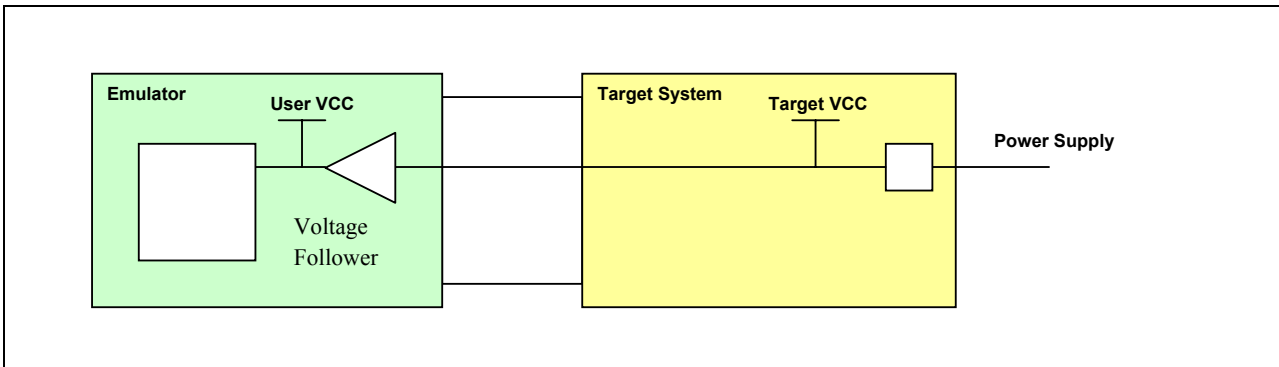 Emulator
User VCC
Target System
Target VCC
Power Supply
Voltage
Follower